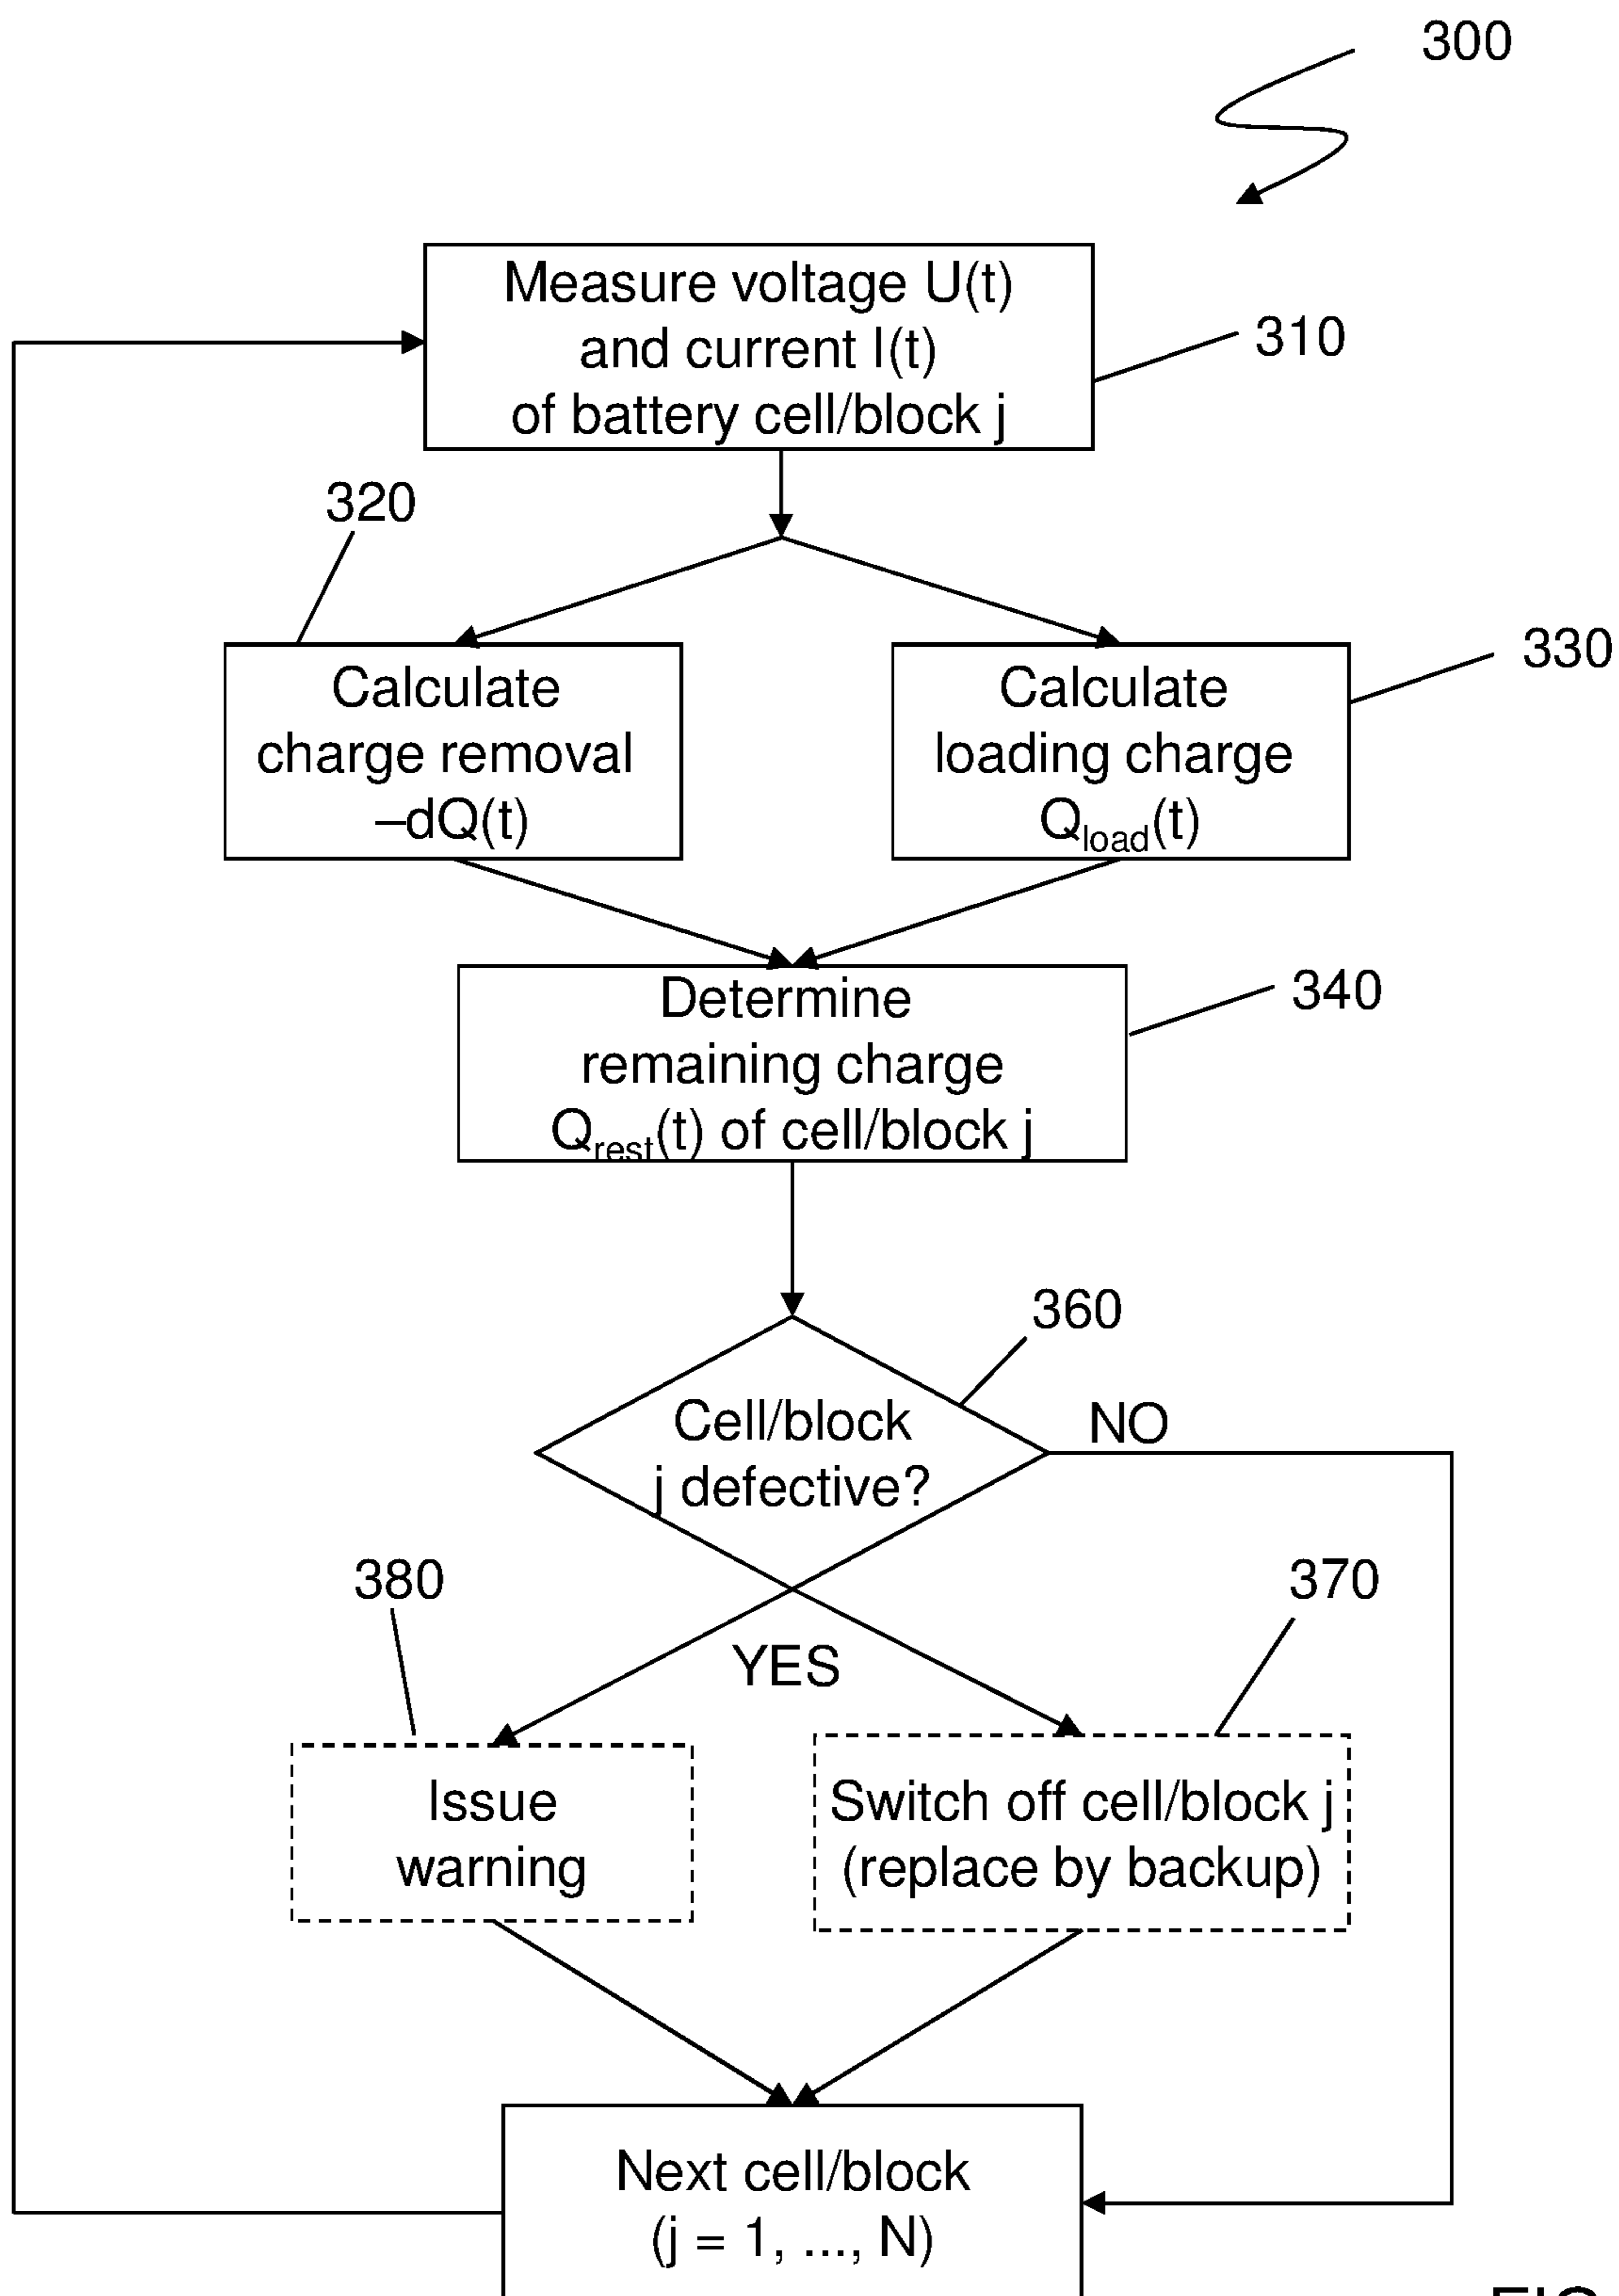 300
Measure voltage U(t)
and current I(t)
of battery cell/block j
310
320
330
Calculate
charge removal
–dQ(t)
Calculate
loading charge
Qload(t)
340
Determine
remaining charge
Qrest(t) of cell/block j
360
Cell/block
j defective?
NO
380
370
YES
Issue
warning
Switch off cell/block j
(replace by backup)
Next cell/block
(j = 1, ..., N)